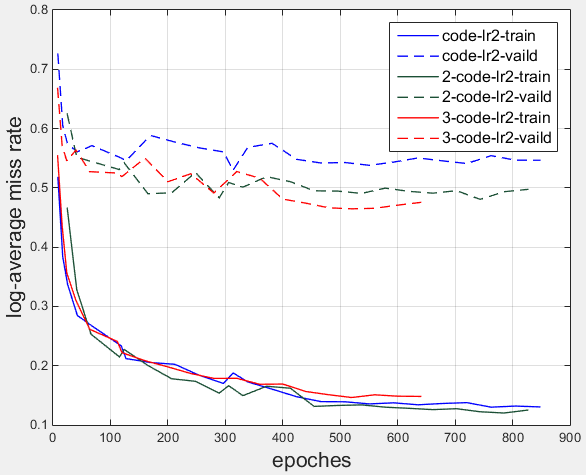 0.8
0.7
0.6
0.5
0.4
0.3
0.2
0.1
log-average miss rate
code-lr2-train
code-lr2-vaild
2-code-lr2-train
2-code-lr2-vaild
3-code-lr2-train
3-code-lr2-vaild
0 100 200 300 400 500 600 700 800 900
epoches